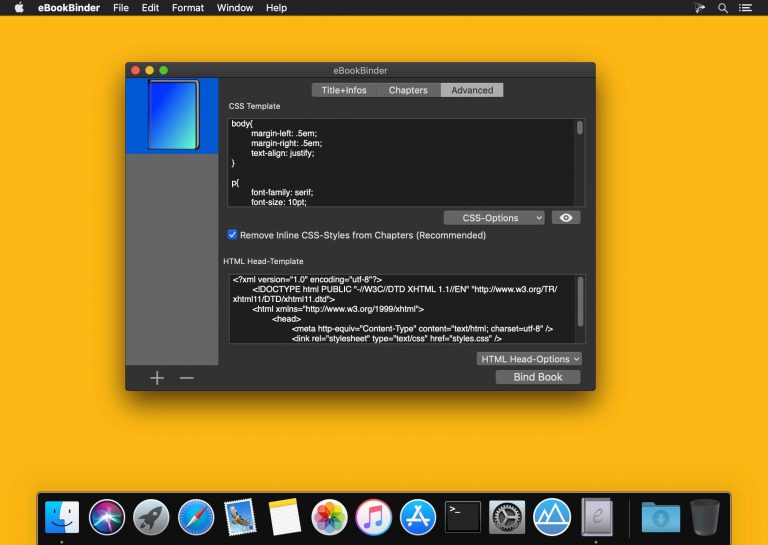 eBookBinder File Edit Format Window Help
eBookBinder
Title+Infos Chapters Advanced
CSS Template
body{
margin-left: .5em;
margin-right: .5em;
text-align: justify;
}
p{
font-family: serif;
font-size: 10pt;
CSS-Options
Remove Inline CSS-Styles from Chapters (Recommended)
HTML Head-Template
<?xml version="1.0" encoding="utf-8"?>
<!DOCTYPE html PUBLIC "-//W3C//DTD XHTML 1.1//EN" "http://www.w3.org/TR/
xhtml11/DTD/xhtml11.dtd">
<html xmlns="http://www.w3.org/1999/xhtml">
<head>
<meta http-equiv="Content-Type" content="text/html; charset=utf-8" />
<link rel="stylesheet" type="text/css" href="styles.css" />
HTML Head-Options
Bind Book
>_
e